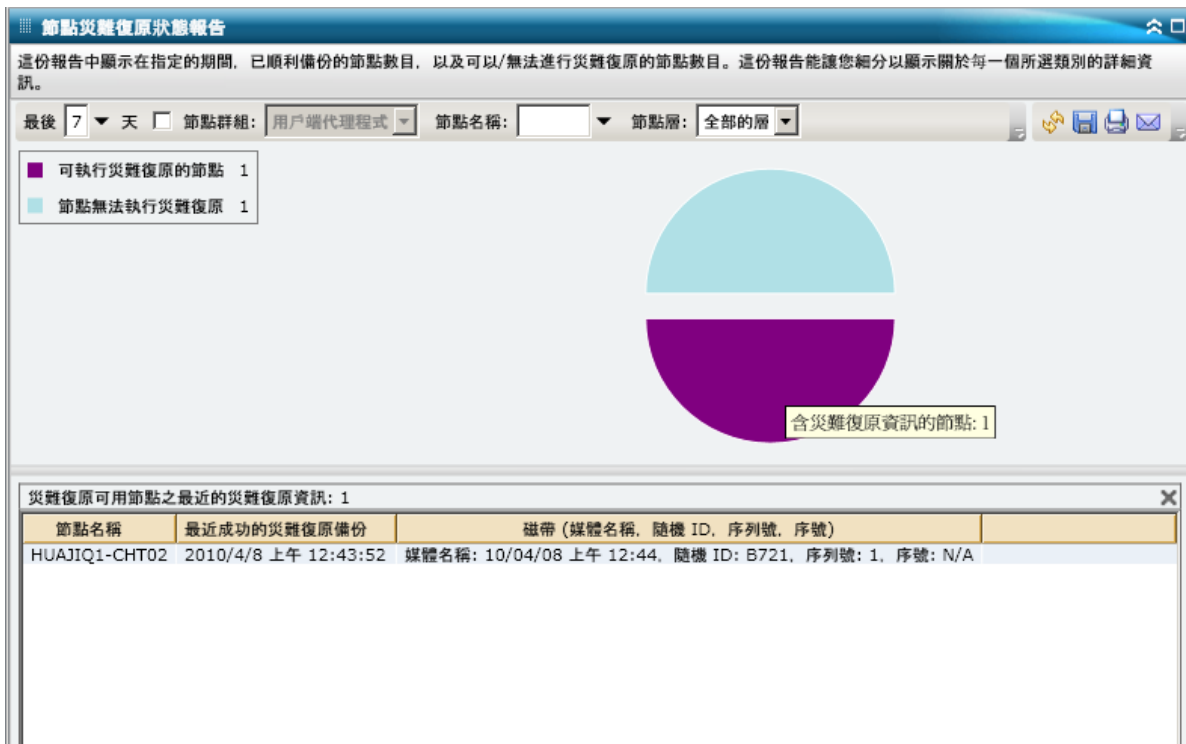 節點災難復原狀態報告
這份報告中顯示在指定的期間，已順利備份的節點數目，以及可以/無法進行災難復原的節點數目。這份報告能讓您細分以顯示關於每一個所選類別的詳細資
訊。
最後 7 天 節點群組: 用戶端代理程式 節點名稱: 節點層: 全部的層
可執行災難復原的節點 1
節點無法執行災難復原 1
含災難復原資訊的節點: 1
災難復原可用節點之最近的災難復原資訊: 1
節點名稱 最近成功的災難復原備份 磁帶 (媒體名稱, 隨機 ID, 序列號, 序號)
HUAJIQ1-CHT02 2010/4/8 上午 12:43:52 媒體名稱: 10/04/08 上午 12:44, 隨機 ID: B721, 序列號: 1, 序號: N/A